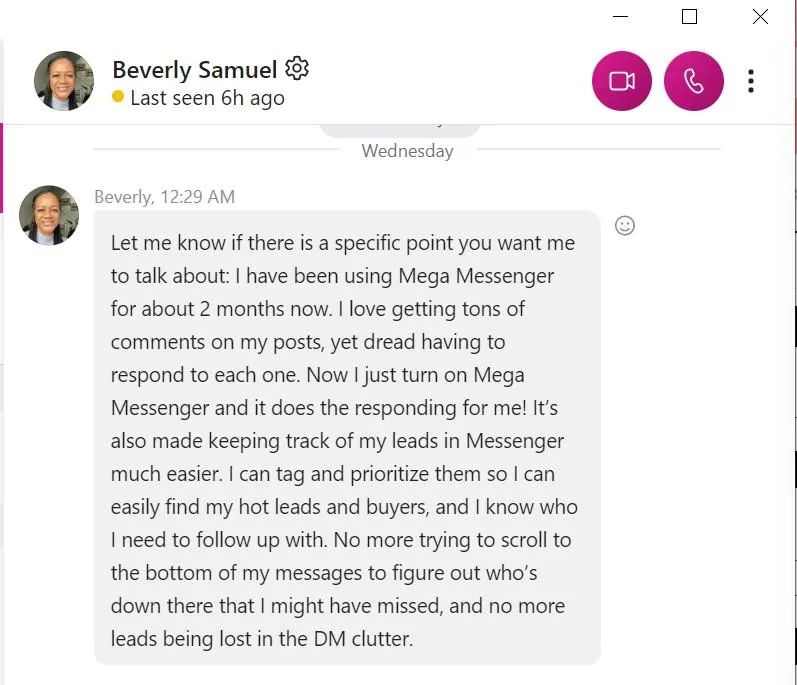 Beverly Samuel
Last seen 6h ago
Wednesday
Beverly, 12:29 AM
Let me know if there is a specific point you want me
to talk about: I have been using Mega Messenger
for about 2 months now. I love getting tons of
comments on my posts, yet dread having to
respond to each one. Now I just turn on Mega
Messenger and it does the responding for me! It’s
also made keeping track of my leads in Messenger
much easier. I can tag and prioritize them so I can
easily find my hot leads and buyers, and I know who
I need to follow up with. No more trying to scroll to
the bottom of my messages to figure out who’s
down there that I might have missed, and no more
leads being lost in the DM clutter.